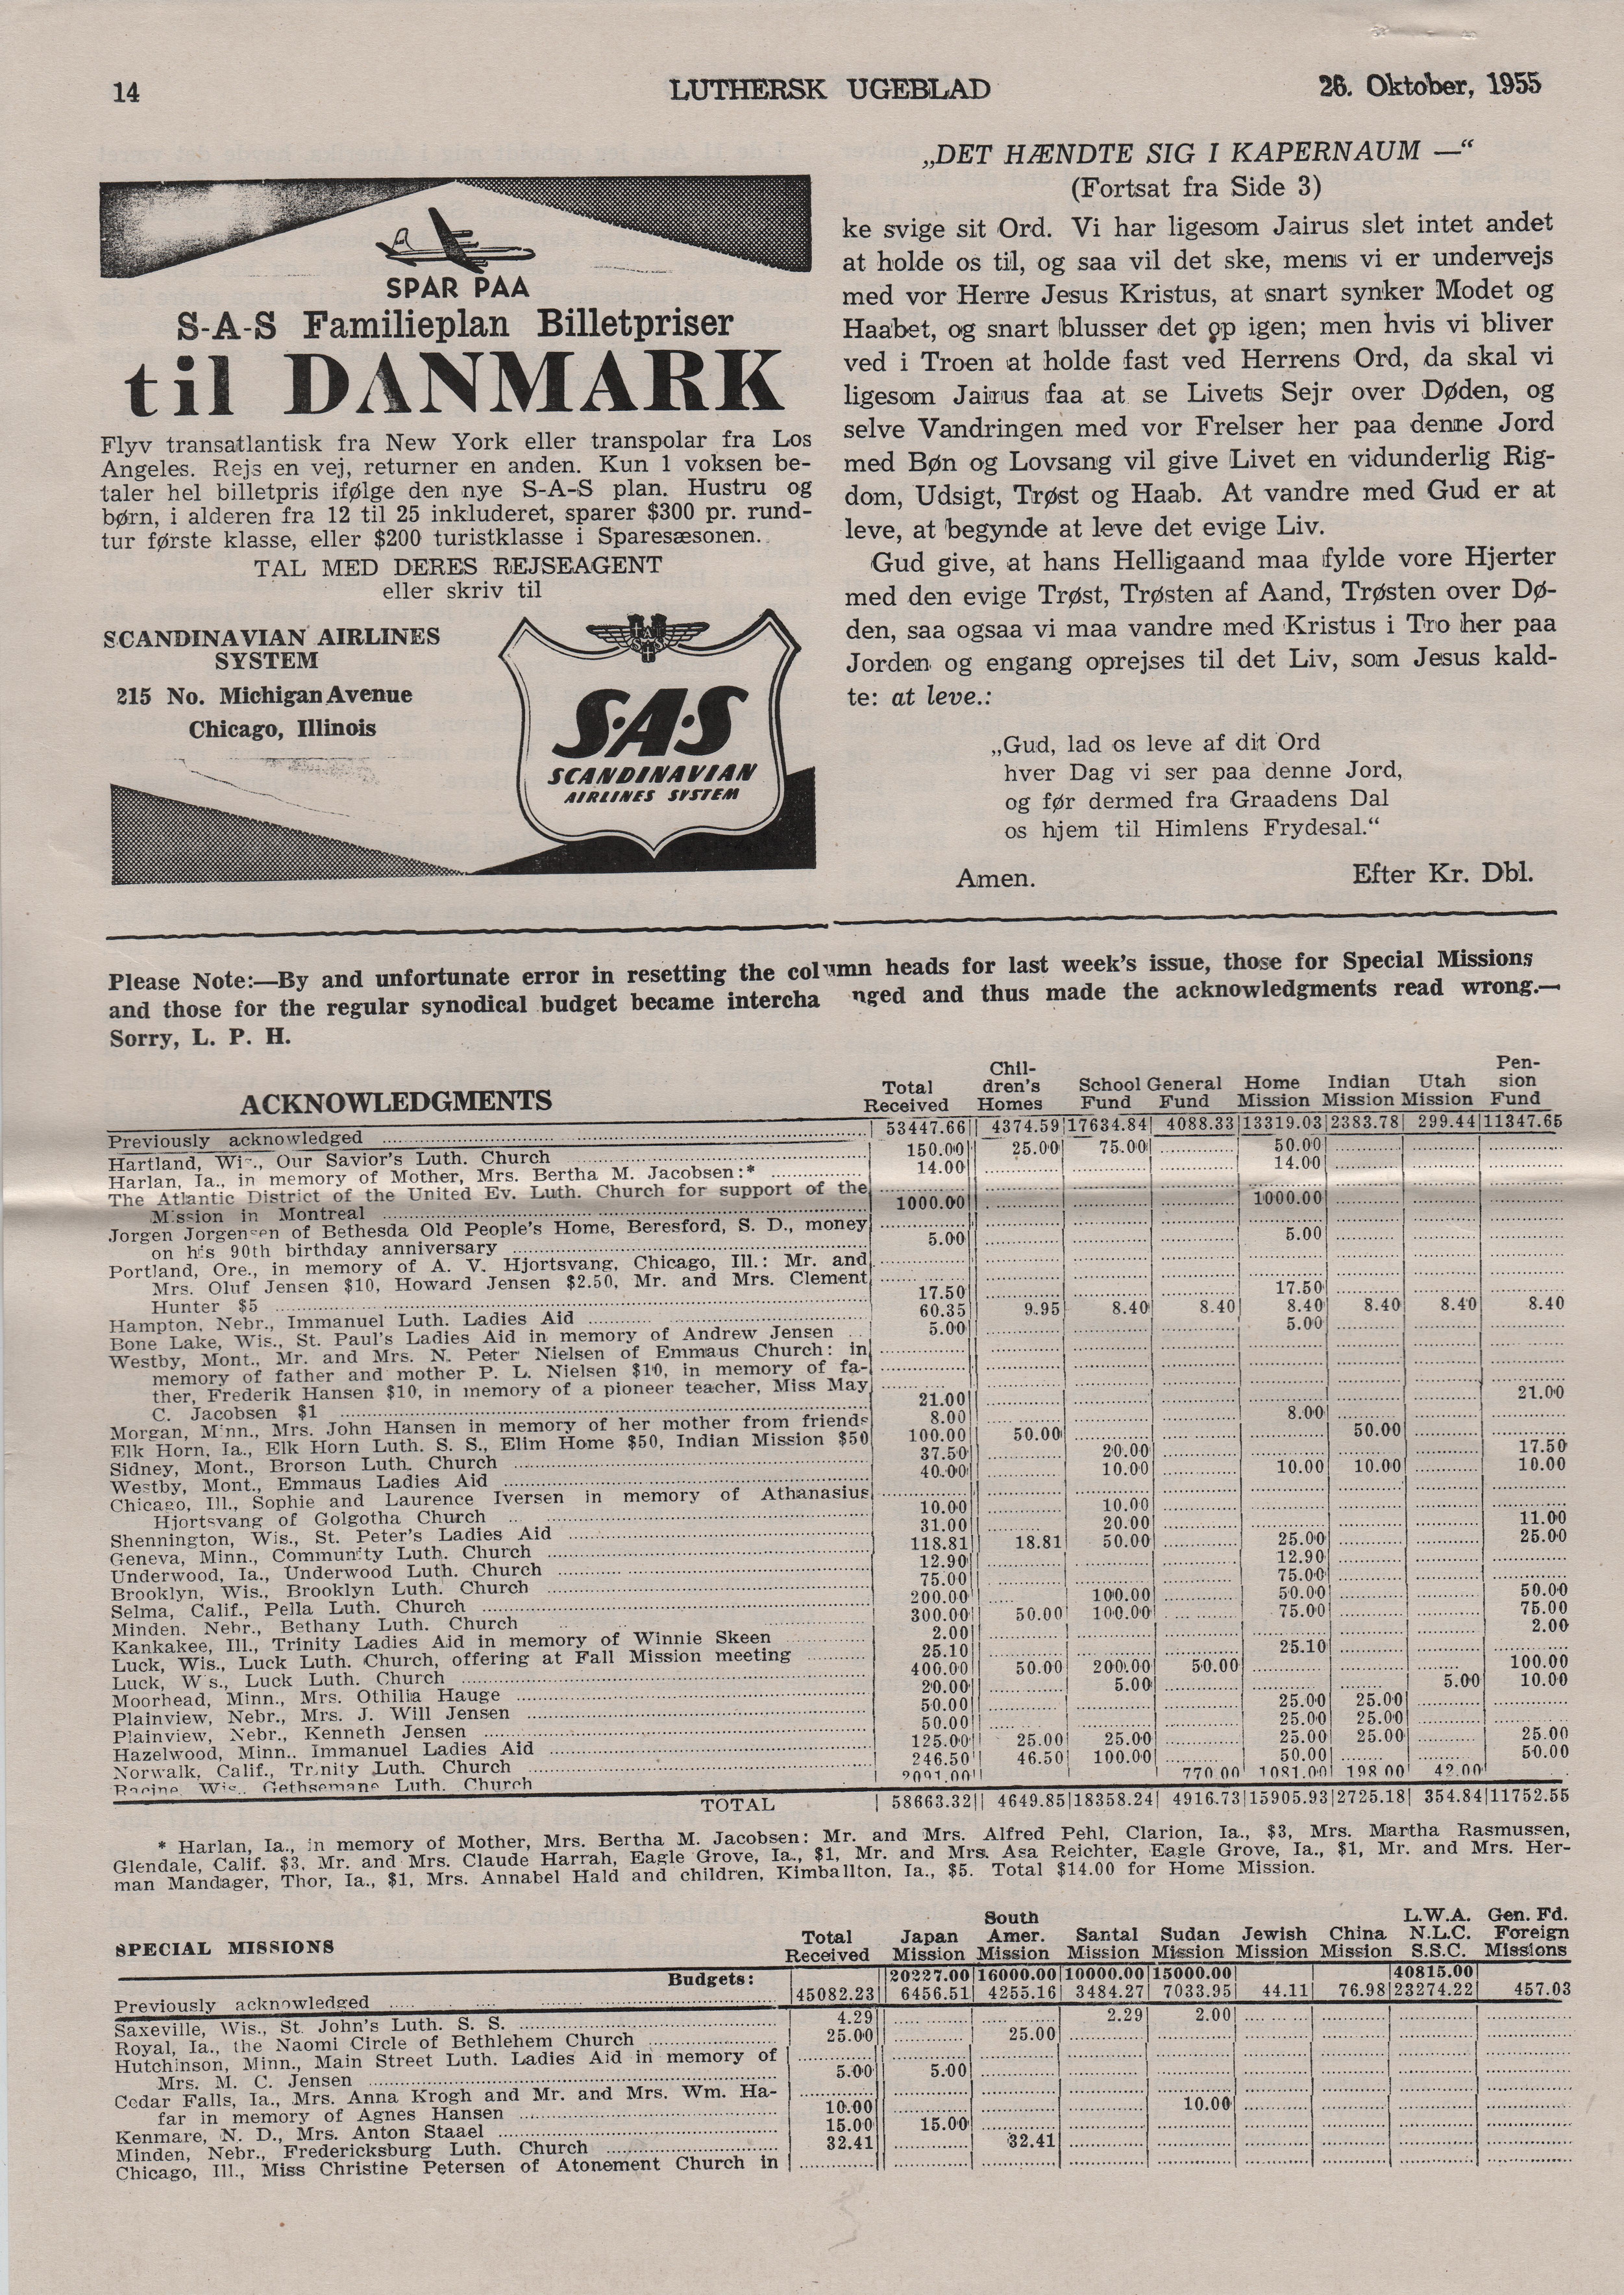 14
LUTHERSK UGEBLAD
26. Oktober, 1955
SPAR PAA
S-A-S Familieplan Billetpriser
til DANMARK
Flyv transatlantisk fra New York eller transpolar fra Los
Angeles. Rejs en vej, returner en anden. Kun 1 voksen be-
taler hel billetpris ifølge den nye S-A-S plan. Hustru og
børn, i alderen fra 12 til 25 inkluderet, sparer $300 pr. rund-
tur første klasse, eller $200 turistklasse i Sparesæsonen.
TAL MED DERES REJSEAGENT
eller skriv til
SCANDINAVIAN AIRLINES
SYSTEM
215 No. Michigan Avenue
Chicago, Illinois
SAS
S·A·S
SCANDINAVIAN
AIRLINES SYSTEM
„DET HÆNDTE SIG I KAPERNAUM —“
(Fortsat fra Side 3)
ke svige sit Ord. Vi har ligesom Jairus slet intet andet
at holde os til, og saa vil det ske, mens vi er undervejs
med vor Herre Jesus Kristus, at snart synker Modet og
Haabet, og snart blusser det op igen; men hvis vi bliver
ved i Troen at holde fast ved Herrens Ord, da skal vi
ligesom Jairus faa at se Livets Sejr over Døden, og
selve Vandringen med vor Frelser her paa denne Jord
med Bøn og Lovsang vil give Livet en vidunderlig Rig-
dom, Udsigt, Trøst og Haab. At vandre med Gud er at
leve, at begynde at leve det evige Liv.
Gud give, at hans Helligaand maa fylde vore Hjerter
med den evige Trøst, Trøsten af Aand, Trøsten over Dø-
den, saa ogsaa vi maa vandre med Kristus i Tro her paa
Jorden og engang oprejses til det Liv, som Jesus kald-
te: at leve.:
„Gud, lad os leve af dit Ord
hver Dag vi ser paa denne Jord,
og før dermed fra Graadens Dal
os hjem til Himlens Frydesal.“
Amen. Efter Kr. Dbl.
Please Note:—By and unfortunate error in resetting the column heads for last week's issue, those for Special Missions
and those for the regular synodical budget became intercha nged and thus made the acknowledgments read wrong.—
Sorry, L. P. H.
ACKNOWLEDGMENTS Total Received Chil-dren's Homes School Fund General Fund Home Mission Indian Mission Utah Mission Pen-sion Fund
Previously acknowledged 53447.66 4374.59 17634.84 4088.33 13319.03 2383.78 299.44 11347.65
Hartland, Wis., Our Savior's Luth. Church 150.00 25.00 75.00 50.00
Harlan, Ia., in memory of Mother, Mrs. Bertha M. Jacobsen:* 14.00 14.00
The Atlantic District of the United Ev. Luth. Church for support of the
Mission in Montreal 1000.00 1000.00
Jorgen Jorgensen of Bethesda Old People's Home, Beresford, S. D., money
on his 90th birthday anniversary 5.00 5.00
Portland, Ore., in memory of A. V. Hjortsvang, Chicago, Ill.: Mr. and
Mrs. Oluf Jensen $10, Howard Jensen $2.50, Mr. and Mrs. Clement
Hunter $5 17.50 17.50
Hampton, Nebr., Immanuel Luth. Ladies Aid 60.35 9.95 8.40 8.40 8.40 8.40 8.40 8.40
Bone Lake, Wis., St. Paul's Ladies Aid in memory of Andrew Jensen 5.00 5.00
Westby, Mont., Mr. and Mrs. N. Peter Nielsen of Emmaus Church: in
memory of father and mother P. L. Nielsen $10, in memory of fa-
ther, Frederik Hansen $10, in memory of a pioneer teacher, Miss May
C. Jacobsen $1 21.00 21.00
Morgan, Minn., Mrs. John Hansen in memory of her mother from friends 8.00 8.00
Elk Horn, Ia., Elk Horn Luth. S. S., Elim Home $50, Indian Mission $50 100.00 50.00 50.00
Sidney, Mont., Brorson Luth. Church 37.50 20.00 17.50
Westby, Mont., Emmaus Ladies Aid 40.00 10.00 10.00 10.00 10.00
Chicago, Ill., Sophie and Laurence Iversen in memory of Athanasius
Hjortsvang of Golgotha Church 10.00 10.00
Shennington, Wis., St. Peter's Ladies Aid 31.00 20.00 11.00
Geneva, Minn., Community Luth. Church 118.81 18.81 50.00 25.00 25.00
Underwood, Ia., Underwood Luth. Church 12.90 12.90
Brooklyn, Wis., Brooklyn Luth. Church 75.00 75.00
Selma, Calif., Pella Luth. Church 200.00 100.00 50.00 50.00
Minden, Nebr., Bethany Luth. Church 300.00 50.00 100.00 75.00 75.00
Kankakee, Ill., Trinity Ladies Aid in memory of Winnie Skeen 2.00 2.00
Luck, Wis., Luck Luth. Church, offering at Fall Mission meeting 25.10 25.10
Luck, Wis., Luck Luth. Church 400.00 50.00 200.00 50.00 100.00
Moorhead, Minn., Mrs. Othilia Hauge 20.00 5.00 5.00 10.00
Plainview, Nebr., Mrs. J. Will Jensen 50.00 25.00 25.00
Plainview, Nebr., Kenneth Jensen 50.00 25.00 25.00
Hazelwood, Minn., Immanuel Ladies Aid 125.00 25.00 25.00 25.00 25.00 25.00
Norwalk, Calif., Trinity Luth. Church 246.50 46.50 100.00 50.00 50.00
Racine, Wis., Gethsemane Luth. Church 2091.00 770.00 1081.00 198.00 42.00
TOTAL 58663.32 4649.85 18358.24 4916.73 15905.93 2725.18 354.84 11752.55
* Harlan, Ia., in memory of Mother, Mrs. Bertha M. Jacobsen: Mr. and Mrs. Alfred Pehl, Clarion, Ia., $3, Mrs. Martha Rasmussen,
Glendale, Calif. $3, Mr. and Mrs. Claude Harrah, Eagle Grove, Ia., $1, Mr. and Mrs. Asa Reichter, Eagle Grove, Ia., $1, Mr. and Mrs. Her-
man Mandager, Thor, Ia., $1, Mrs. Annabel Hald and children, Kimballton, Ia., $5. Total $14.00 for Home Mission.
SPECIAL MISSIONS Total Received Japan Mission South Amer. Mission Santal Mission Sudan Mission Jewish Mission China Mission L.W.A. N.L.C. S.S.C. Gen. Fd. Foreign Missions
Budgets: 20227.00 16000.00 10000.00 15000.00 40815.00
Previously acknowledged 45082.23 6456.51 4255.16 3484.27 7033.95 44.11 76.98 23274.22 457.03
Saxeville, Wis., St. John's Luth. S. S. 4.29 2.29 2.00
Royal, Ia., the Naomi Circle of Bethlehem Church 25.00 25.00
Hutchinson, Minn., Main Street Luth. Ladies Aid in memory of
Mrs. M. C. Jensen 5.00 5.00
Cedar Falls, Ia., Mrs. Anna Krogh and Mr. and Mrs. Wm. Ha-
far in memory of Agnes Hansen 10.00 10.00
Kenmare, N. D., Mrs. Anton Staael 15.00 15.00
Minden, Nebr., Fredericksburg Luth. Church 32.41 32.41
Chicago, Ill., Miss Christine Petersen of Atonement Church in